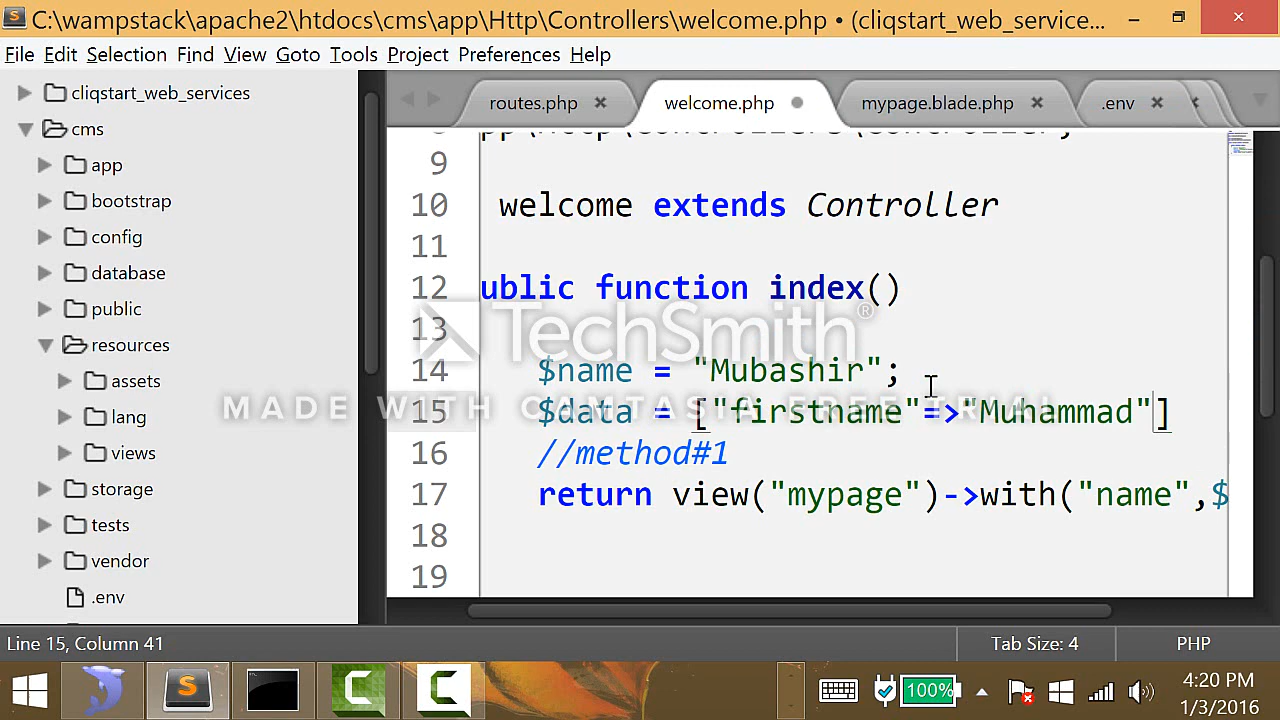 C:\wampstack\apache2\htdocs\cms\app\Http\Controllers\welcome.php • (cliqstart_web_service...
File Edit Selection Find View Goto Tools Project Preferences Help
cliqstart_web_services
cms
app
bootstrap
config
database
public
resources
assets
lang
views
storage
tests
vendor
.env
routes.php welcome.php mypage.blade.php .env
9
10 welcome extends Controller
11
12 ublic function index()
13
14 $name = "Mubashir";
15 $data = ["firstname"=>"Muhammad"]
16 //method#1
17 return view("mypage")->with("name",$
18
19
TechSmith®
MADE WITH CAMTASIA FREE TRIAL
Line 15, Column 41 Tab Size: 4 PHP
100% 4:20 PM
1/3/2016